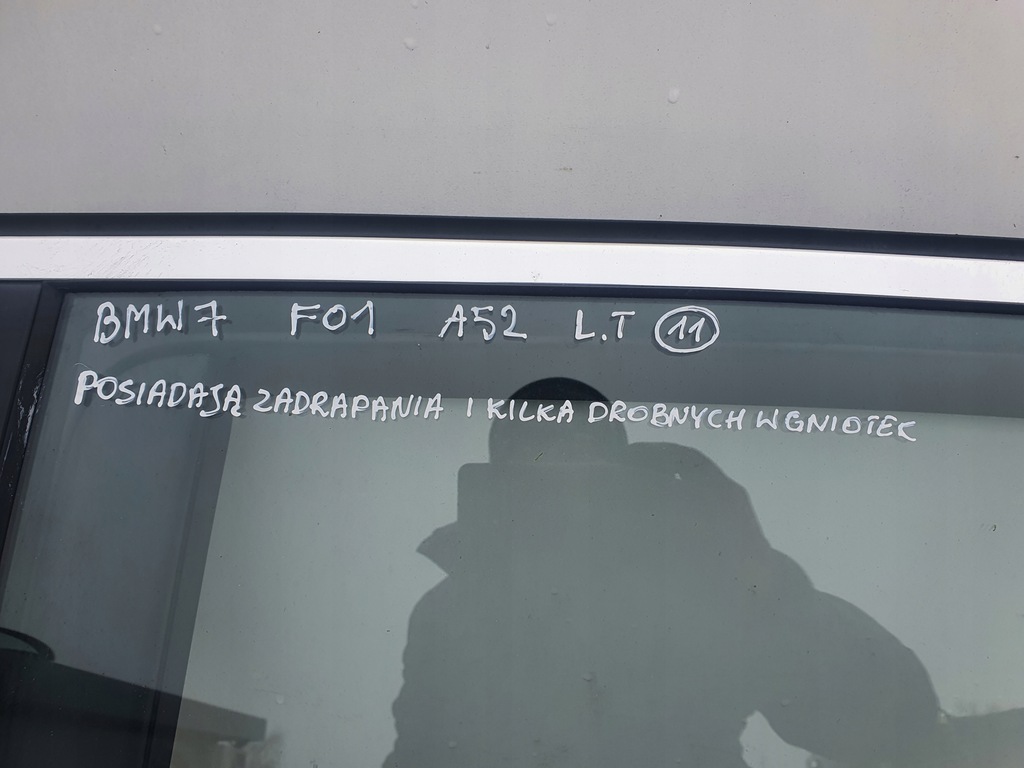 BMW7 F01 A52 L.T 11
POSIADAJĄ ZADRAPANIA I KILKA DROBNYCH WGNIOTEK